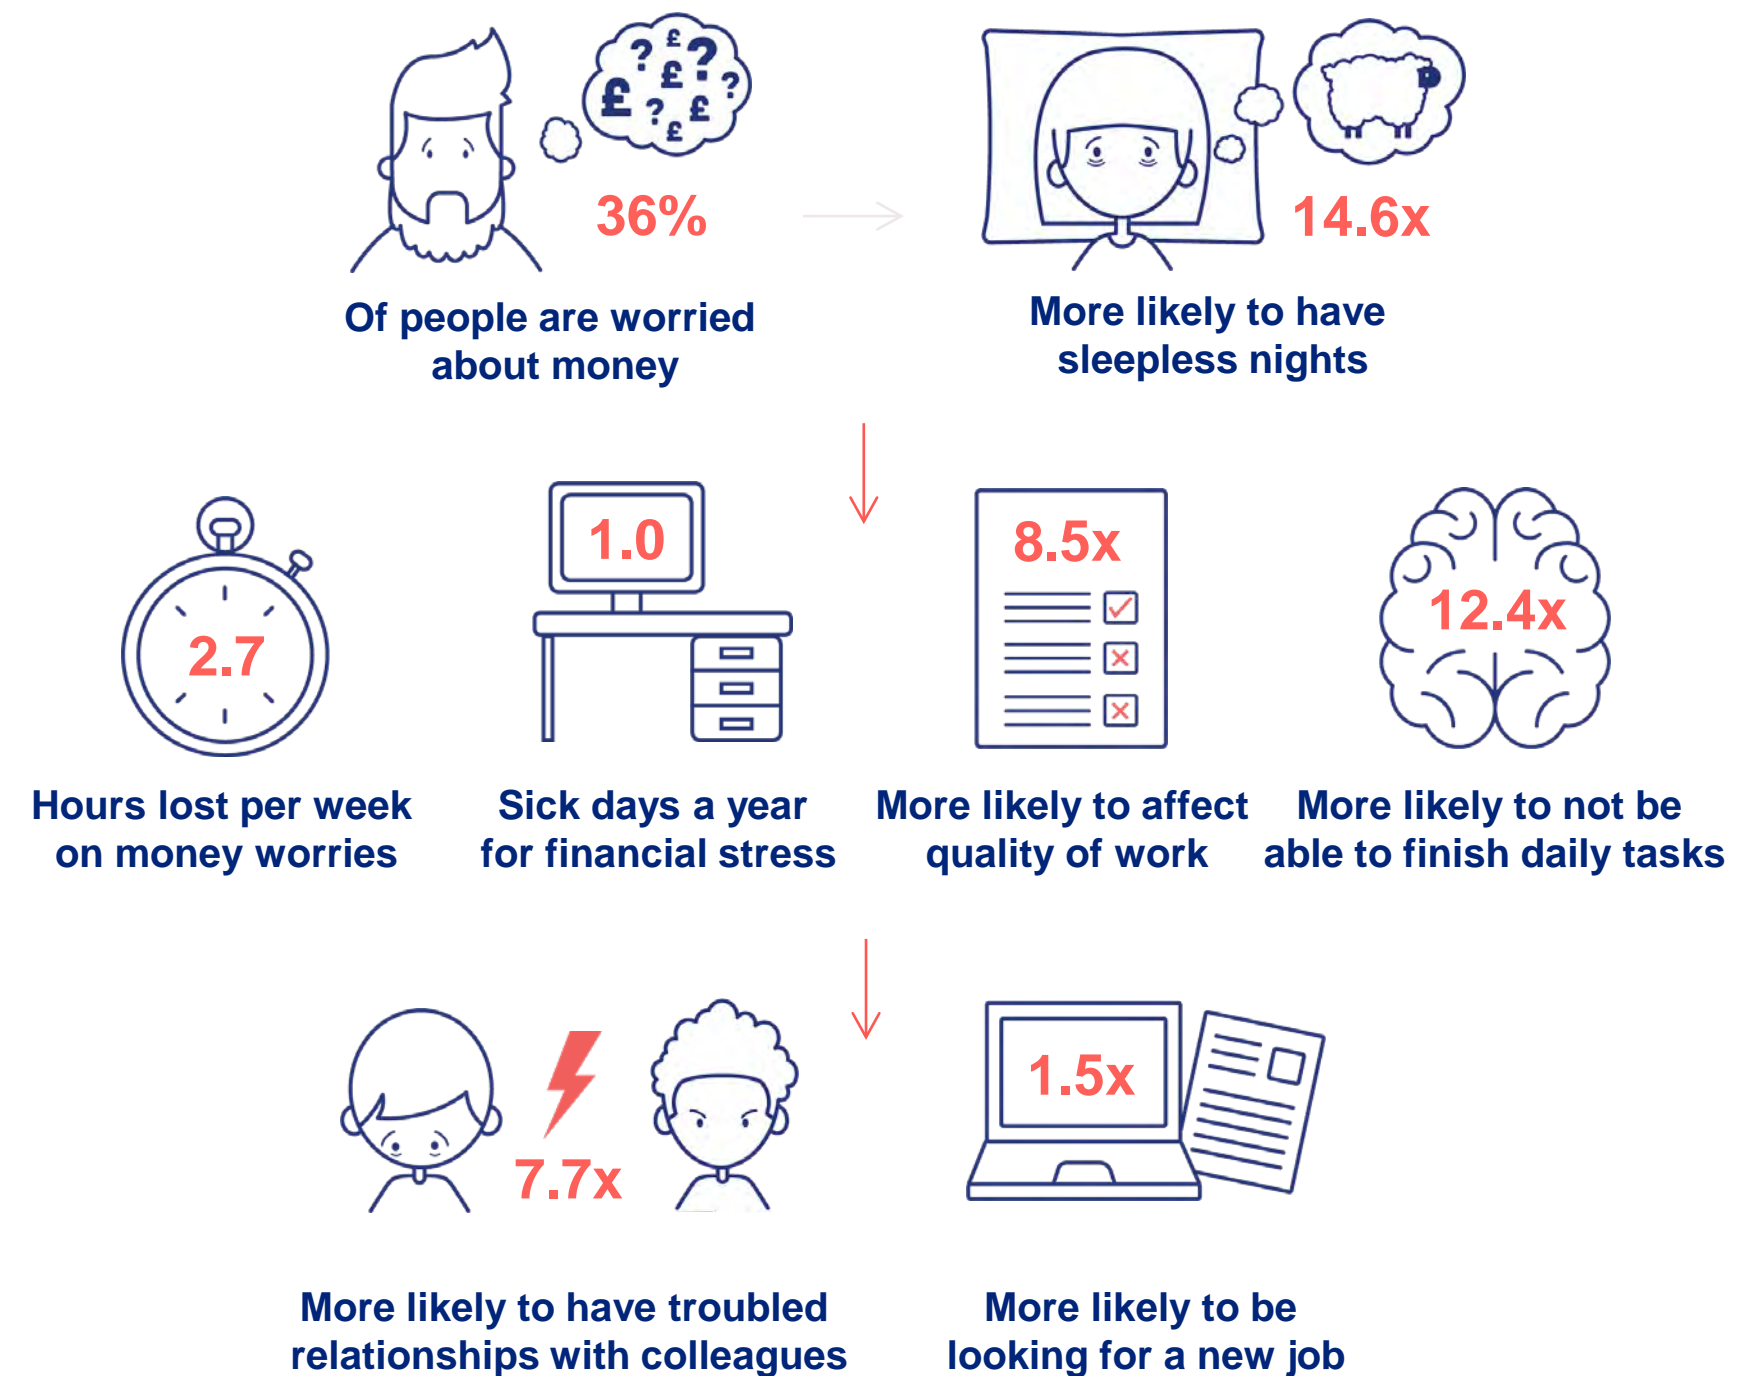 ? £ ?
£ ?
£ ? £
£
36%
14.6x
Of people are worried
about money
More likely to have
sleepless nights
2.7
1.0
8.5x
12.4x
Hours lost per week
on money worries
Sick days a year
for financial stress
More likely to affect
quality of work
More likely to not be
able to finish daily tasks
7.7x
1.5x
More likely to have troubled
relationships with colleagues
More likely to be
looking for a new job